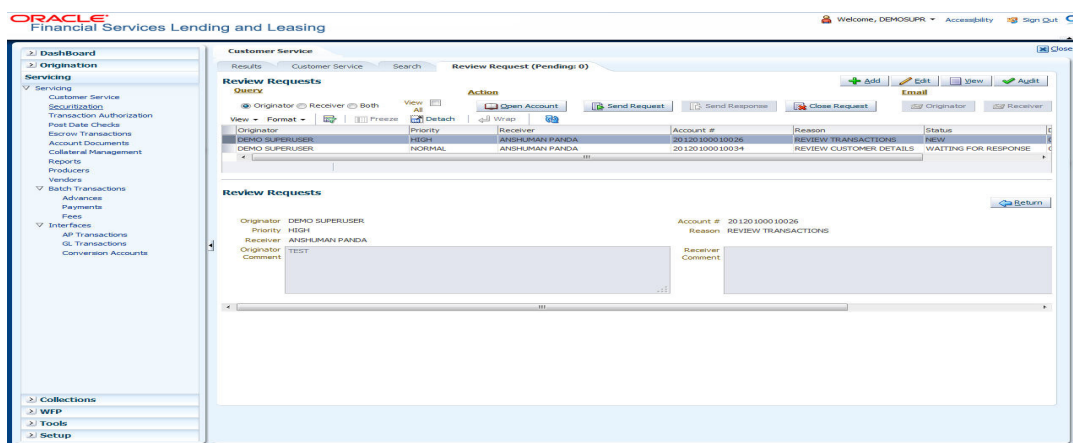 ORACLE
Financial Services Lending and Leasing
Welcome, DEMOSUPR Accessibility Sign Out
Close
DashBoard
Origination
Servicing
Servicing
Customer Service
Securitization
Transaction Authorization
Post Date Checks
Escrow Transactions
Account Documents
Collateral Management
Reports
Producers
Vendors
Batch Transactions
Advances
Payments
Fees
Interfaces
AP Transactions
GL Transactions
Conversion Accounts
Collections
WFP
Tools
Setup
Customer Service
Results Customer Service Search Review Request (Pending: 0)
Review Requests Add Edit View Audit
Query Action Email
Originator Receiver Both View All Open Account Send Request Send Response Close Request Originator Receiver
View Format Freeze Detach Wrap
Originator Priority Receiver Account # Reason Status
DEMO SUPERUSER HIGH ANSHUMAN PANDA 20120100010026 REVIEW TRANSACTIONS NEW
DEMO SUPERUSER NORMAL ANSHUMAN PANDA 20120100010034 REVIEW CUSTOMER DETAILS WAITING FOR RESPONSE
Review Requests
Return
Originator DEMO SUPERUSER Account # 20120100010026
Priority HIGH Reason REVIEW TRANSACTIONS
Receiver ANSHUMAN PANDA
Originator Comment TEST Receiver Comment